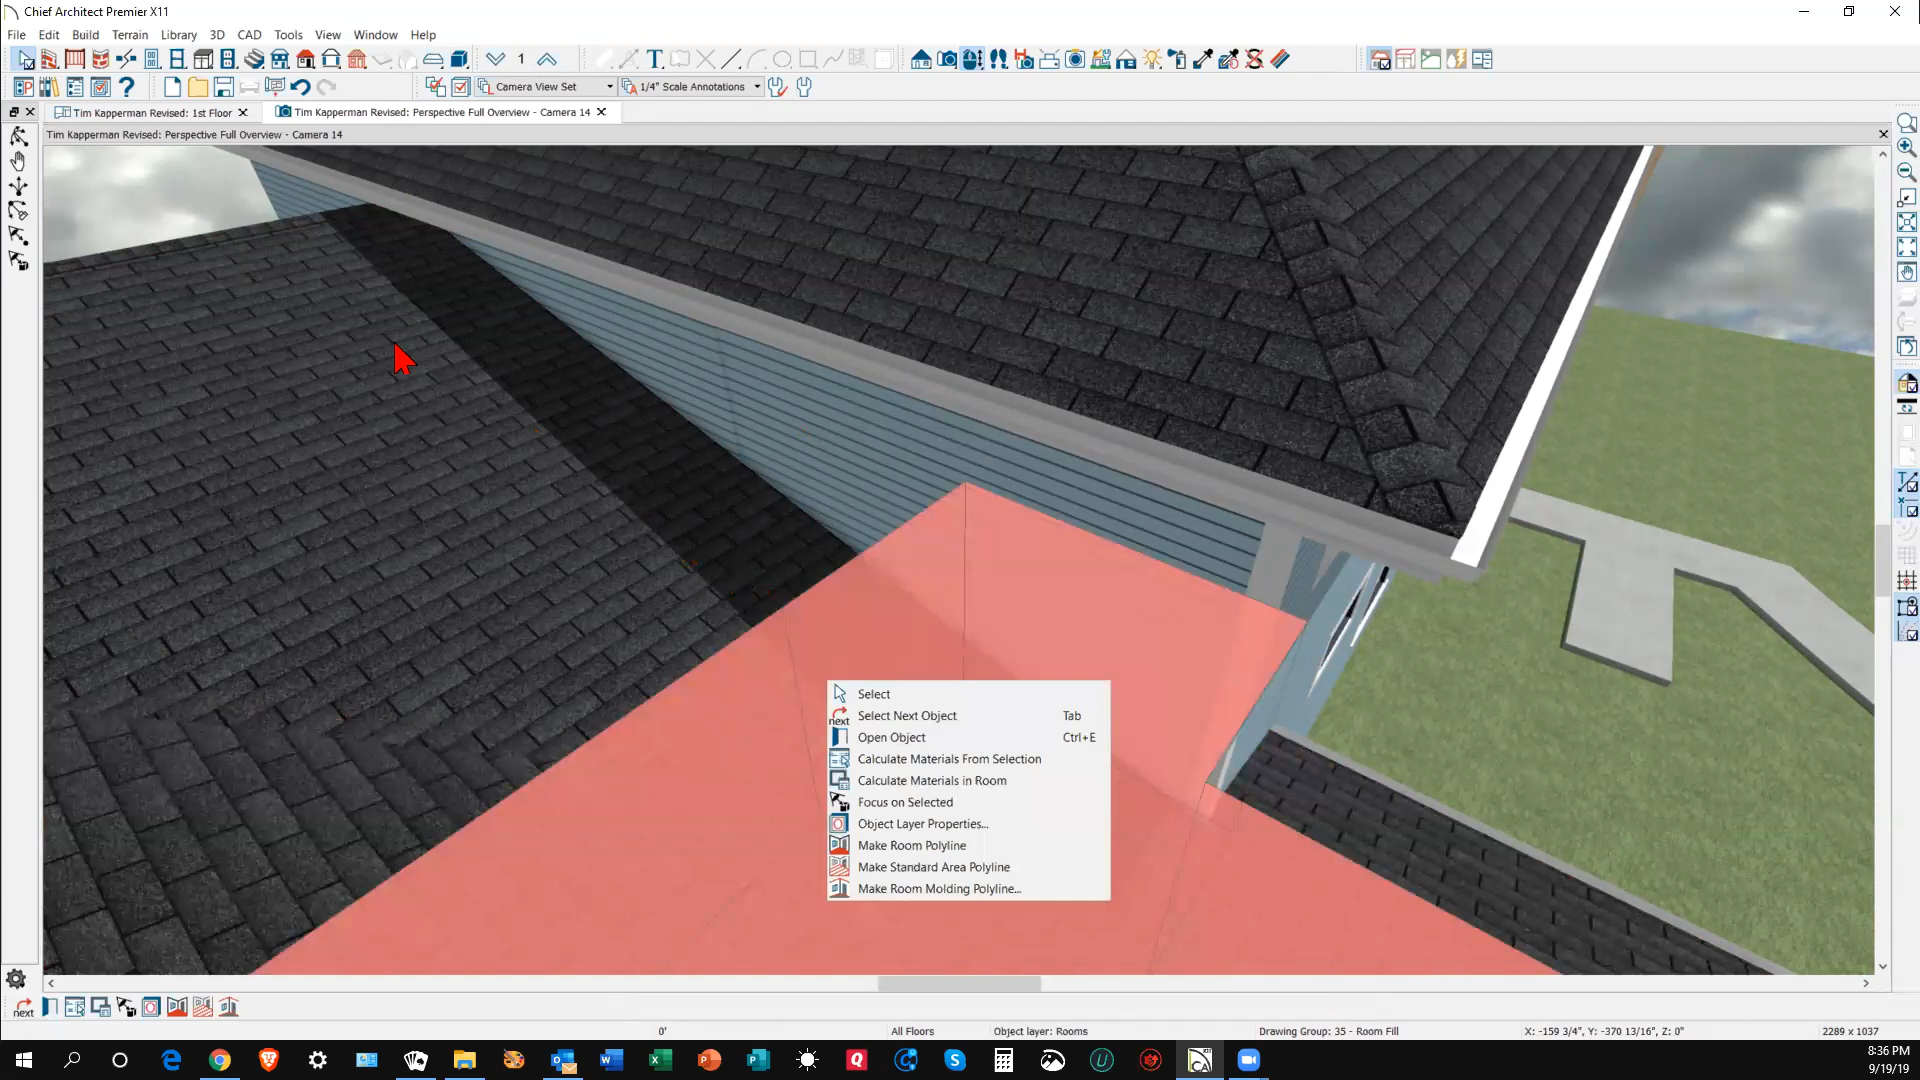 Chief Architect Premier X11
File Edit Build Terrain Library 3D CAD Tools View Window Help
1
Camera View Set 1/4" Scale Annotations
Tim Kapperman Revised: 1st Floor Tim Kapperman Revised: Perspective Full Overview - Camera 14
Tim Kapperman Revised: Perspective Full Overview - Camera 14
Select
next Select Next Object Tab
Open Object Ctrl+E
Calculate Materials From Selection
Calculate Materials in Room
Focus on Selected
Object Layer Properties...
Make Room Polyline
Make Standard Area Polyline
Make Room Molding Polyline...
next
0' All Floors Object layer: Rooms Drawing Group: 35 - Room Fill X: -159 3/4", Y: -370 13/16", Z: 0" 2289 x 1037
8:36 PM
9/19/19